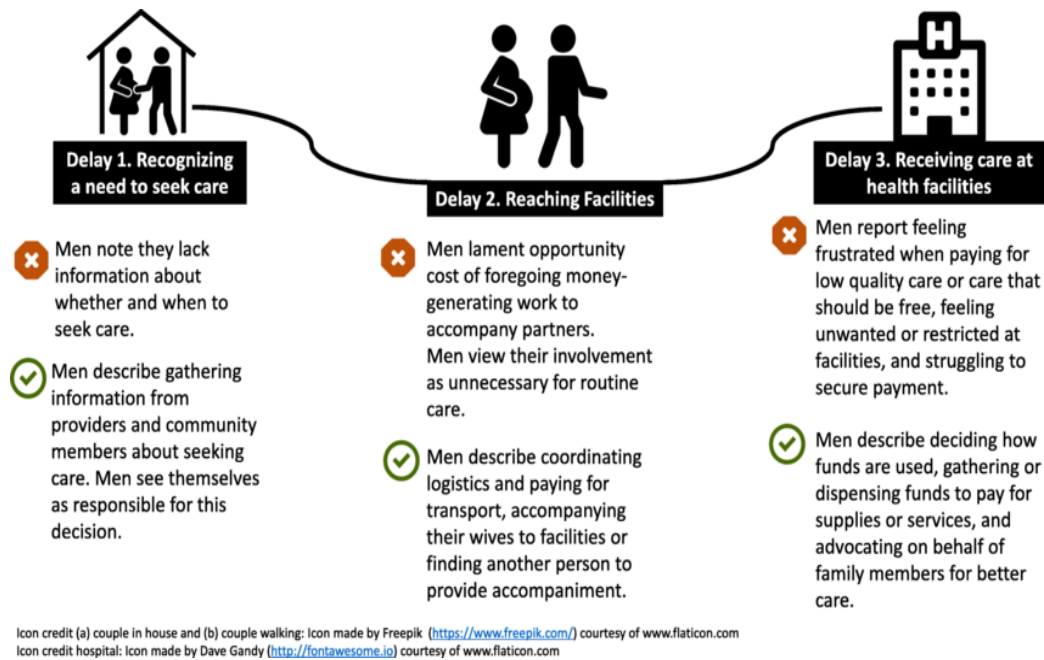 H
Delay 1. Recognizing
a need to seek care
Men note they lack
information about
whether and when to
seek care.
Men describe gathering
information from
providers and community
members about seeking
care. Men see themselves
as responsible for this
decision.
Delay 2. Reaching Facilities
Men lament opportunity
cost of foregoing money-
generating work to
accompany partners.
Men view their involvement
as unnecessary for routine
care.
Men describe coordinating
logistics and paying for
transport, accompanying
their wives to facilities or
finding another person to
provide accompaniment.
Delay 3. Receiving care at
health facilities
Men report feeling
frustrated when paying for
low quality care or care that
should be free, feeling
unwanted or restricted at
facilities, and struggling to
secure payment.
Men describe deciding how
funds are used, gathering or
dispensing funds to pay for
supplies or services, and
advocating on behalf of
family members for better
care.
Icon credit (a) couple in house and (b) couple walking: Icon made by Freepik (https://www.freepik.com/) courtesy of www.flaticon.com
Icon credit hospital: Icon made by Dave Gandy (http://fontawesome.io) courtesy of www.flaticon.com